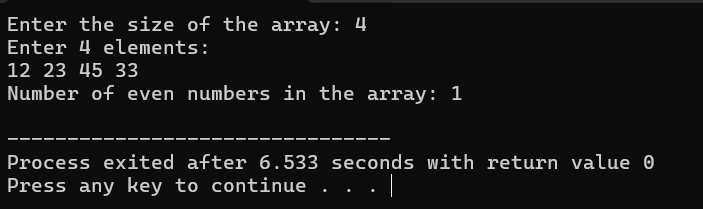 Enter the size of the array: 4
Enter 4 elements:
12 23 45 33
Number of even numbers in the array: 1
--------------------------------
Process exited after 6.533 seconds with return value 0
Press any key to continue . . .